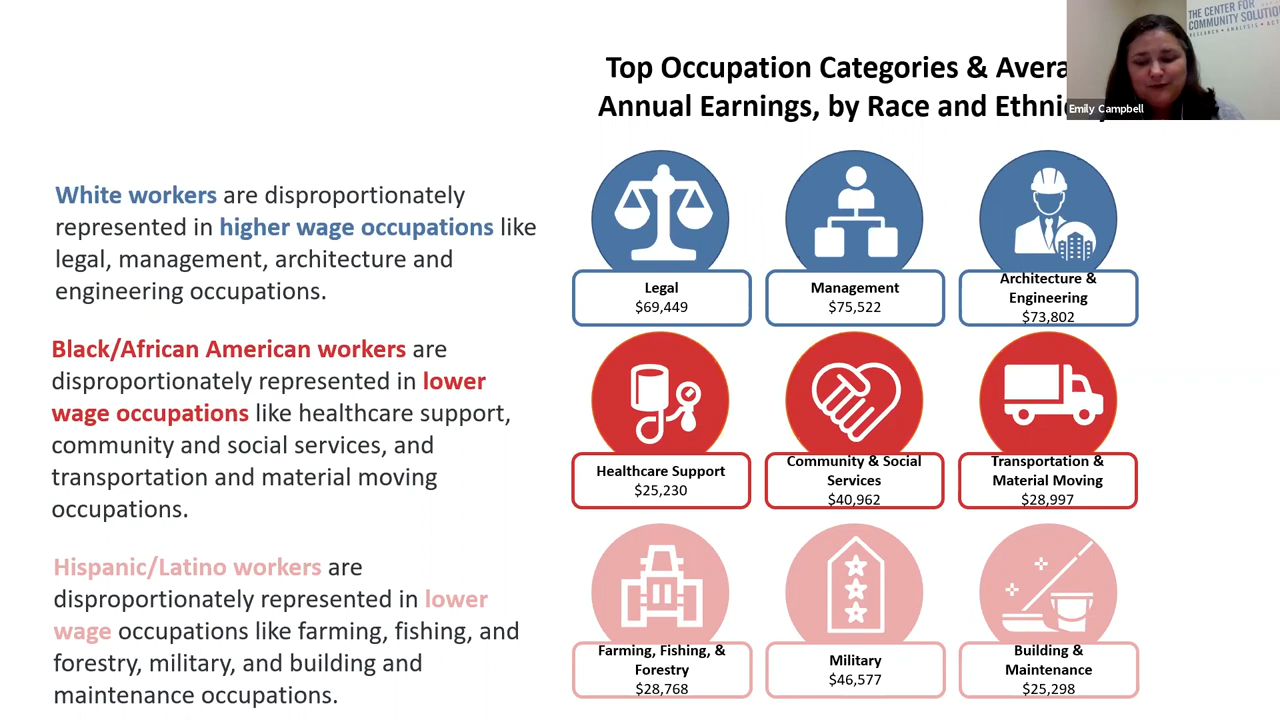 THE CENTER FOR
COMMUNITY
RESEARCH • ANALYSIS •
Emily Campbell
Top Occupation Categories &
Annual Earnings, by Race and
White workers are disproportionately
represented in higher wage occupations like
legal, management, architecture and
engineering occupations.
Black/African American workers are
disproportionately represented in lower
wage occupations like healthcare support,
community and social services, and
transportation and material moving
occupations.
Hispanic/Latino workers are
disproportionately represented in lower
wage occupations like farming, fishing, and
forestry, military, and building and
maintenance occupations.
Legal
$69,449
Management
$75,522
Architecture &
Engineering
$73,802
Healthcare Support
$25,230
Community & Social
Services
$40,962
Transportation &
Material Moving
$28,997
Farming, Fishing, &
Forestry
$28,768
Military
$46,577
Building &
Maintenance
$25,298